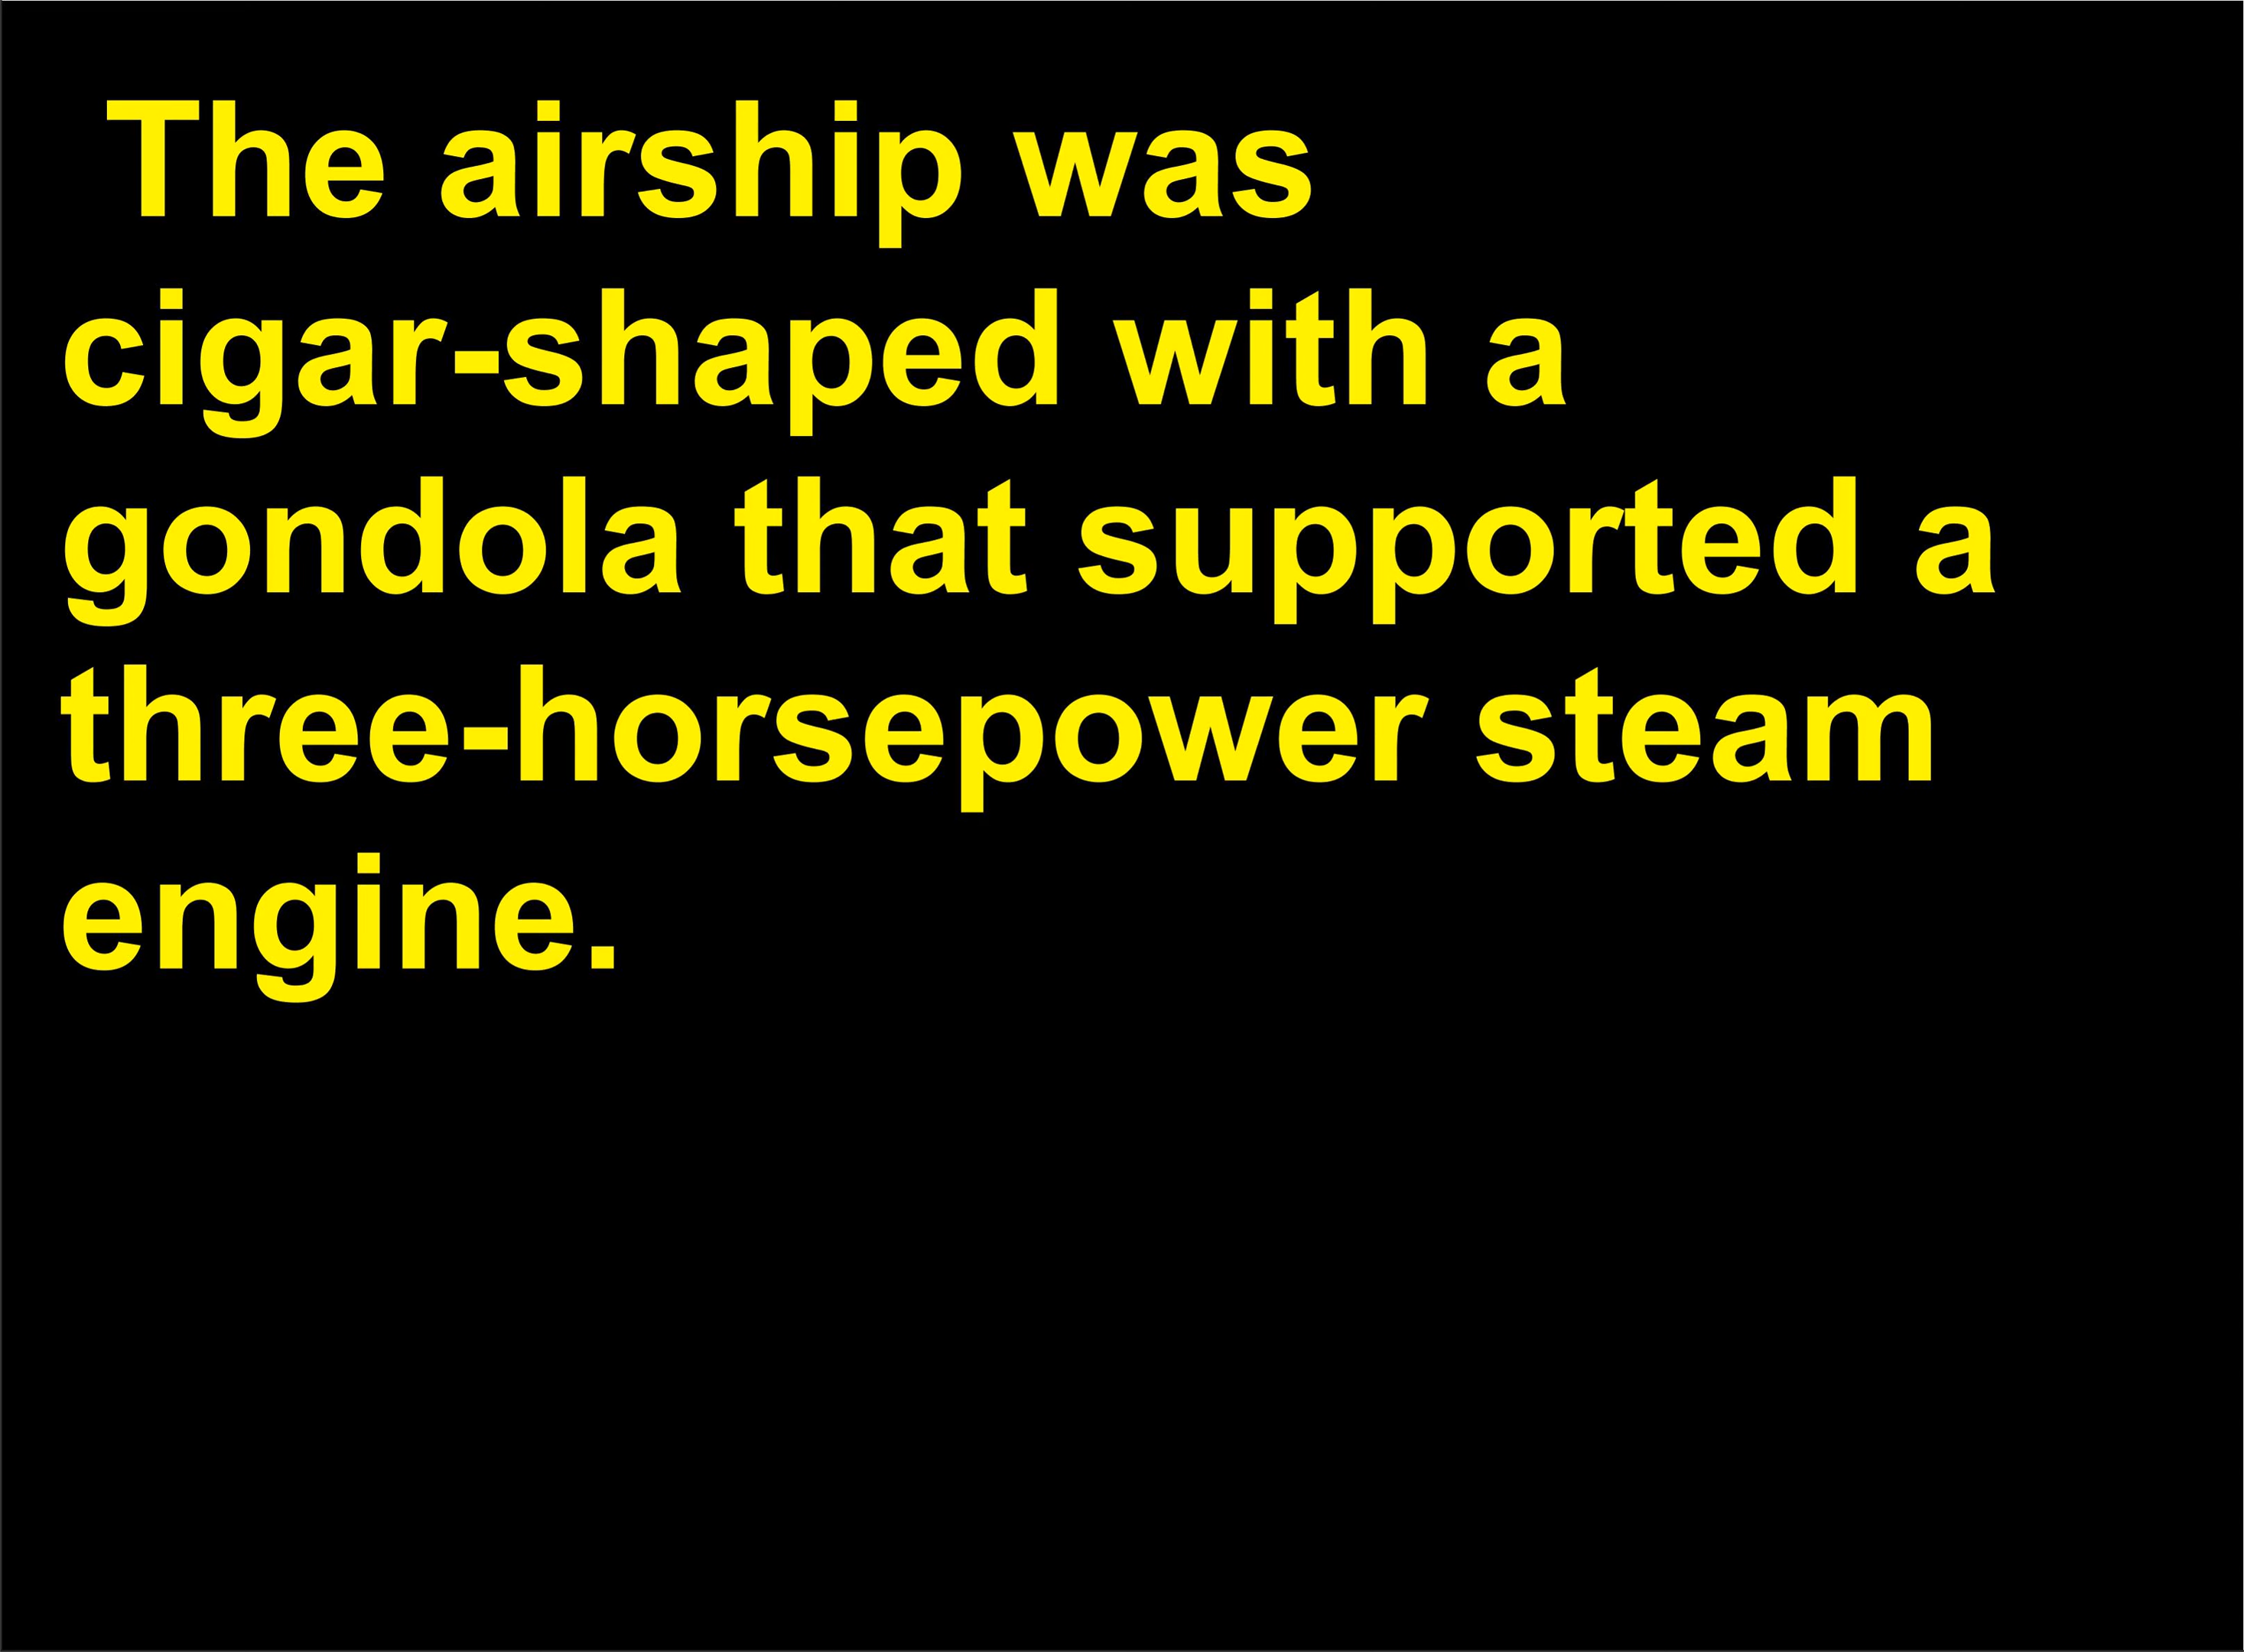 The airship was
cigar-shaped with a
gondola that supported a
three-horsepower steam
engine.